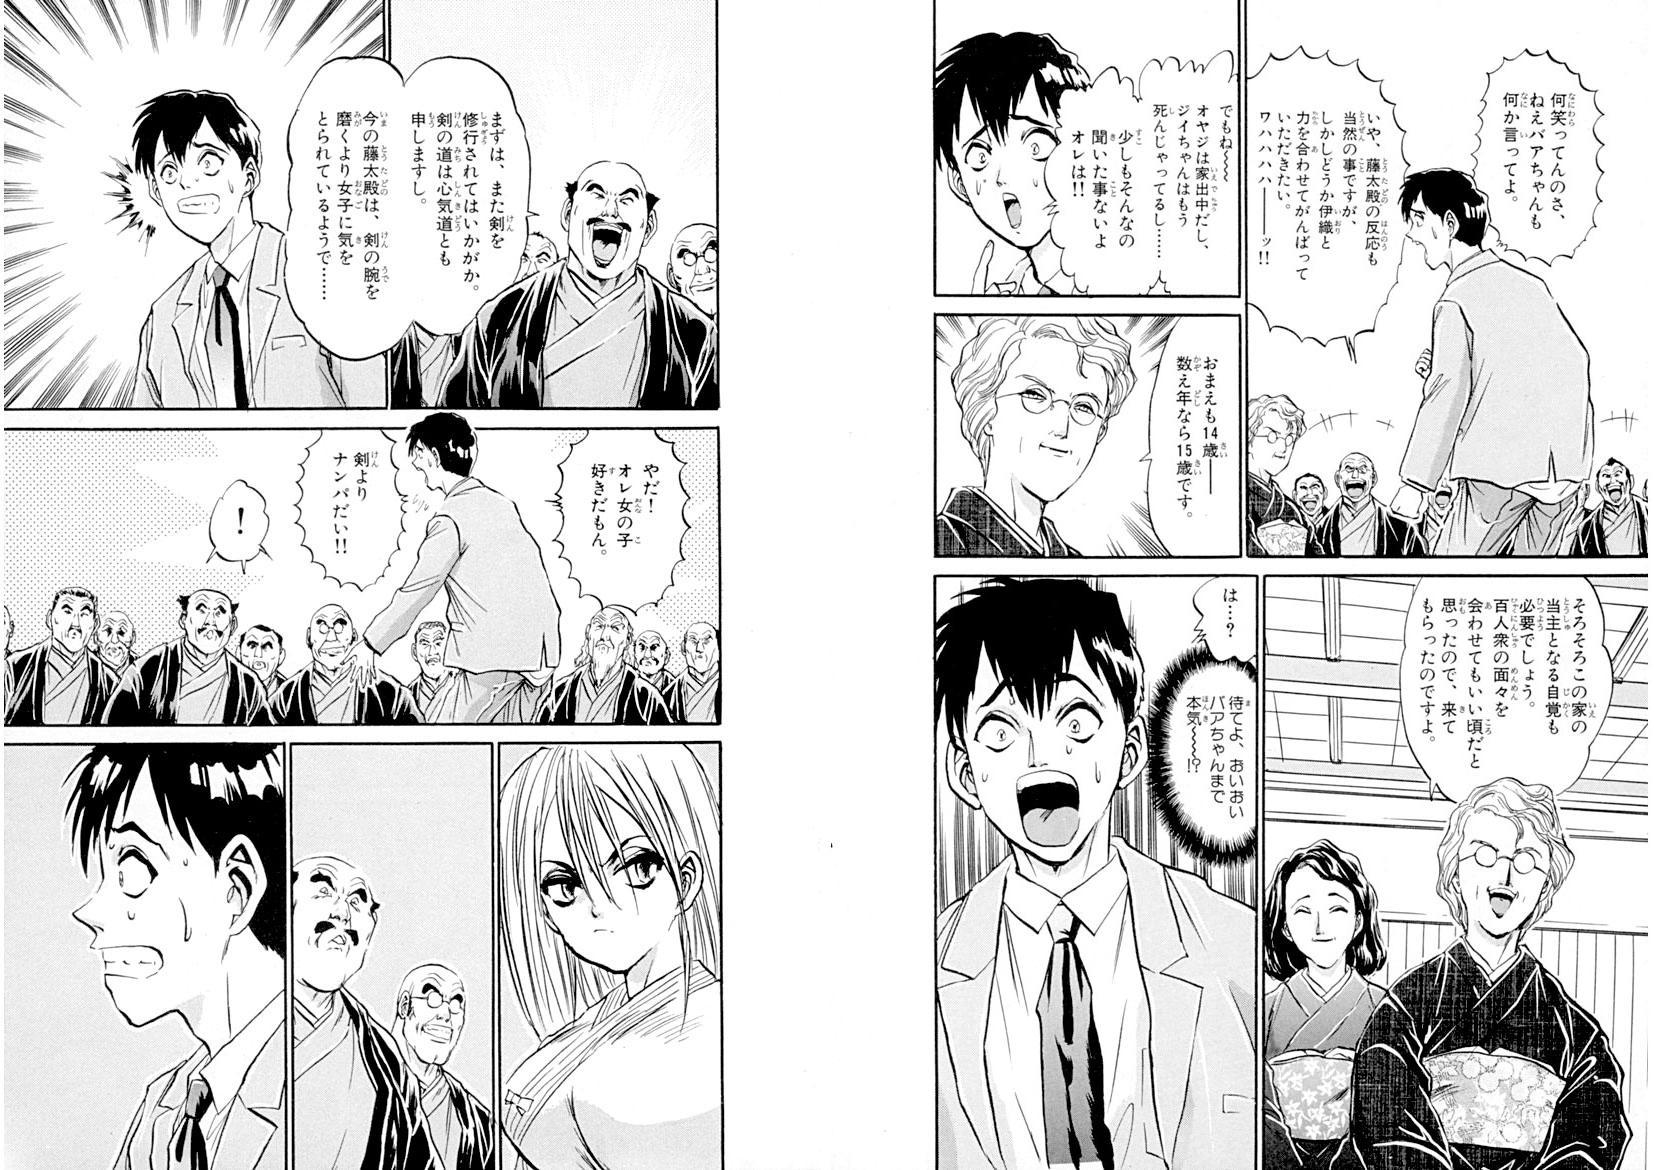 何笑ってんのさ、
ねえバアちゃんも
何か言ってよ。
いや、藤太殿の反応も
当然の事ですが、
しかしどうか伊織と
力を合わせてがんばって
いただきたい。
ワハハハハ――ッ!!
でもね〜〜〜
オヤジは家出中だし、
ジイちゃんはもう
死んじゃってるし……
少しもそんなの
聞いた事ないよ
オレは!!
おまえも14歳――
数え年なら15歳です。
そろそろこの家の
当主となる自覚も
必要でしょう。
百人衆の面々を
会わせてもいい頃だと
思ったので、来て
もらったのですよ。
は…?
待てよ、おいおい
バアちゃんまで
本気〜〜〜!?
まずは、また剣を
修行されてはいかがか。
剣の道は心気道とも
申しますし。
今の藤太殿は、剣の腕を
磨くより女子に気を
とられているようで……
やだ!
オレ女の子
好きだもん。
剣より
ナンパだい!!
!